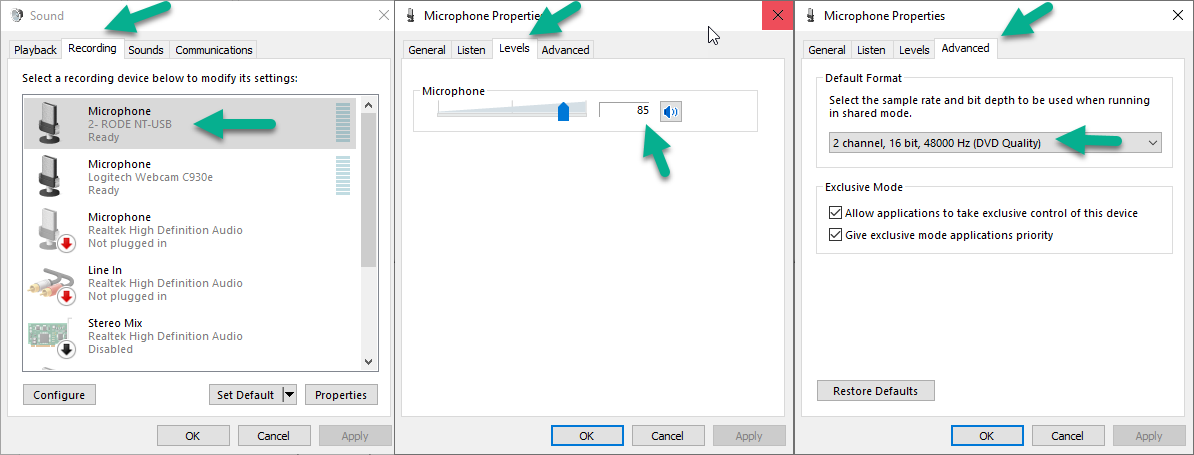 Sound
Playback Recording Sounds Communications
Select a recording device below to modify its settings:
Microphone
2- RODE NT-USB
Ready
Microphone
Logitech Webcam C930e
Ready
Microphone
Realtek High Definition Audio
Not plugged in
Line In
Realtek High Definition Audio
Not plugged in
Stereo Mix
Realtek High Definition Audio
Disabled
Configure Set Default Properties
OK Cancel Apply
Microphone Properties
General Listen Levels Advanced
Microphone
85
OK Cancel Apply
Microphone Properties
General Listen Levels Advanced
Default Format
Select the sample rate and bit depth to be used when running
in shared mode.
2 channel, 16 bit, 48000 Hz (DVD Quality)
Exclusive Mode
Allow applications to take exclusive control of this device
Give exclusive mode applications priority
Restore Defaults
OK Cancel Apply